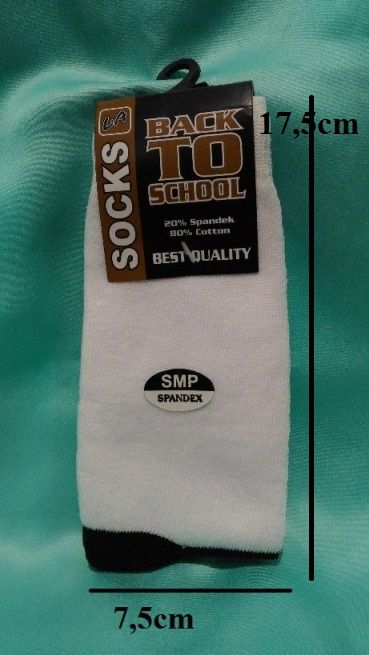 LA
SOCKS
BACK
TO
SCHOOL
20% Spandek
80% Cotton
BEST QUALITY
17,5cm
SMP
SPANDEX
7,5cm